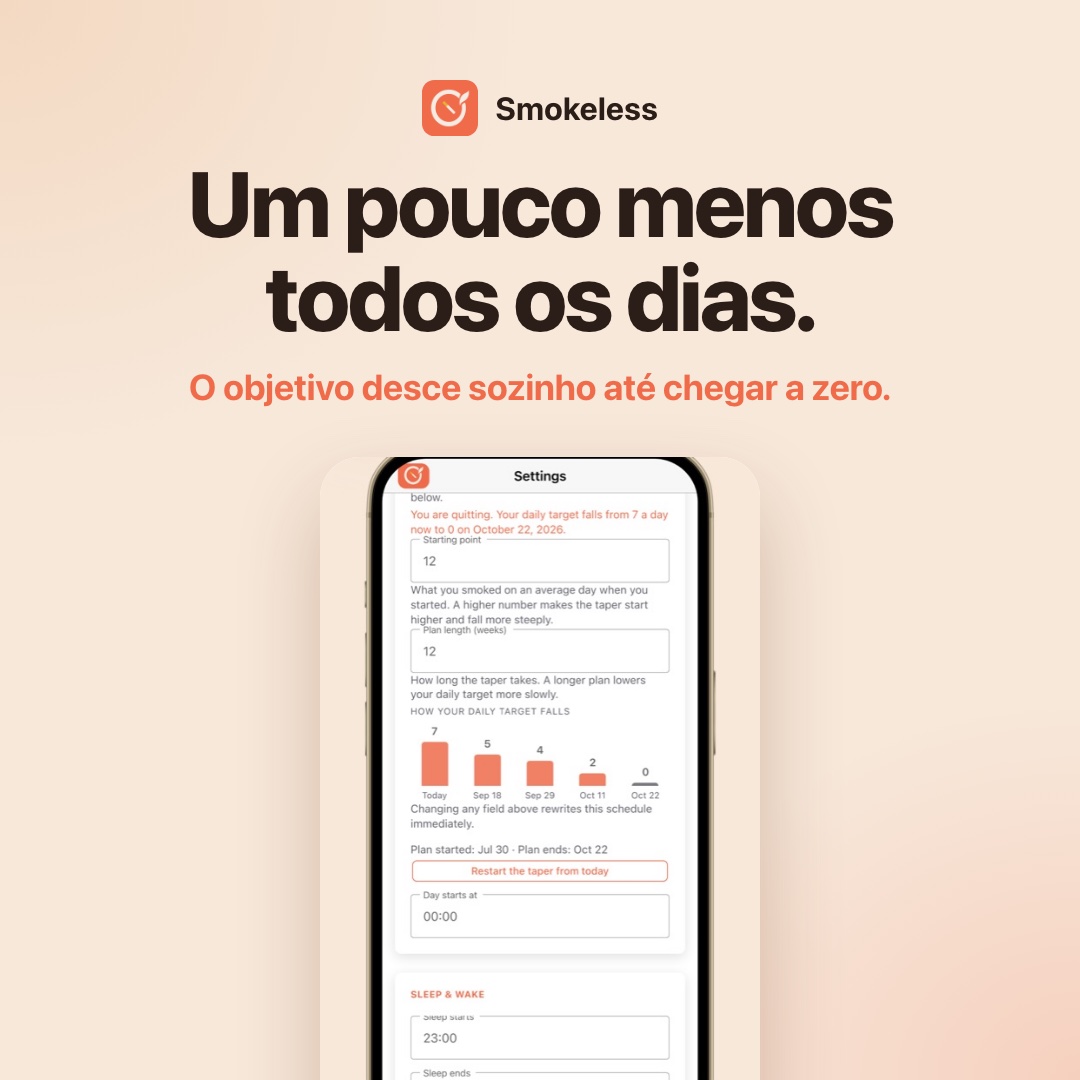 Smokeless
Um pouco menos
todos os dias.
O objetivo desce sozinho até chegar a zero.
Settings
below.
You are quitting. Your daily target falls from 7 a day
now to 0 on October 22, 2026.
Starting point
12
What you smoked on an average day when you
started. A higher number makes the taper start
higher and fall more steeply.
Plan length (weeks)
12
How long the taper takes. A longer plan lowers
your daily target more slowly.
HOW YOUR DAILY TARGET FALLS
7 5 4 2 0
Today Sep 18 Sep 29 Oct 11 Oct 22
Changing any field above rewrites this schedule
immediately.
Plan started: Jul 30 · Plan ends: Oct 22
Restart the taper from today
Day starts at
00:00
SLEEP & WAKE
Sleep starts
23:00
Sleep ends